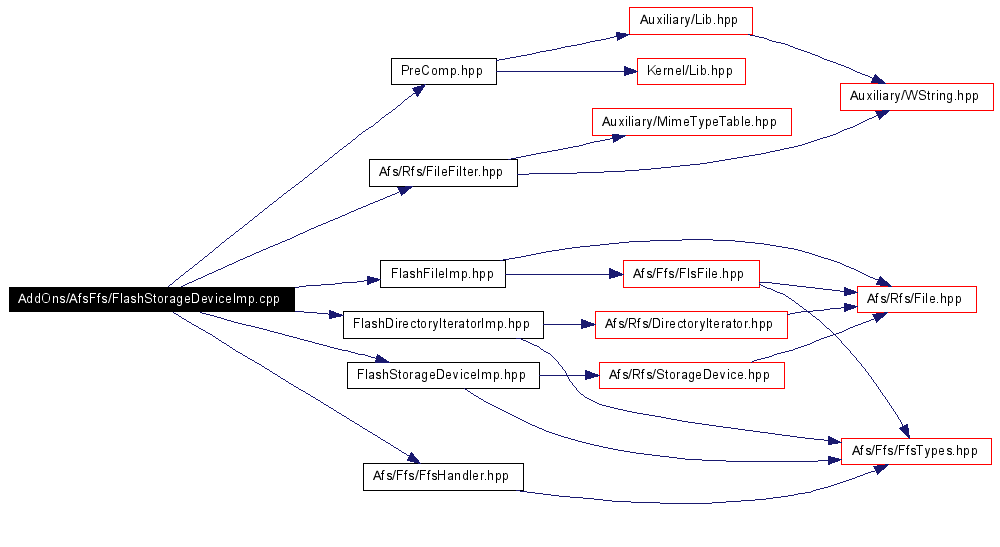 Auxiliary/Lib.hpp
PreComp.hpp
Kernel/Lib.hpp
Auxiliary/WString.hpp
Auxiliary/MimeTypeTable.hpp
Afs/Rfs/FileFilter.hpp
FlashFileImp.hpp
Afs/Ffs/FlsFile.hpp
AddOns/AfsFfs/FlashStorageDeviceImp.cpp
Afs/Rfs/File.hpp
FlashDirectoryIteratorImp.hpp
Afs/Rfs/DirectoryIterator.hpp
FlashStorageDeviceImp.hpp
Afs/Rfs/StorageDevice.hpp
Afs/Ffs/FfsTypes.hpp
Afs/Ffs/FfsHandler.hpp